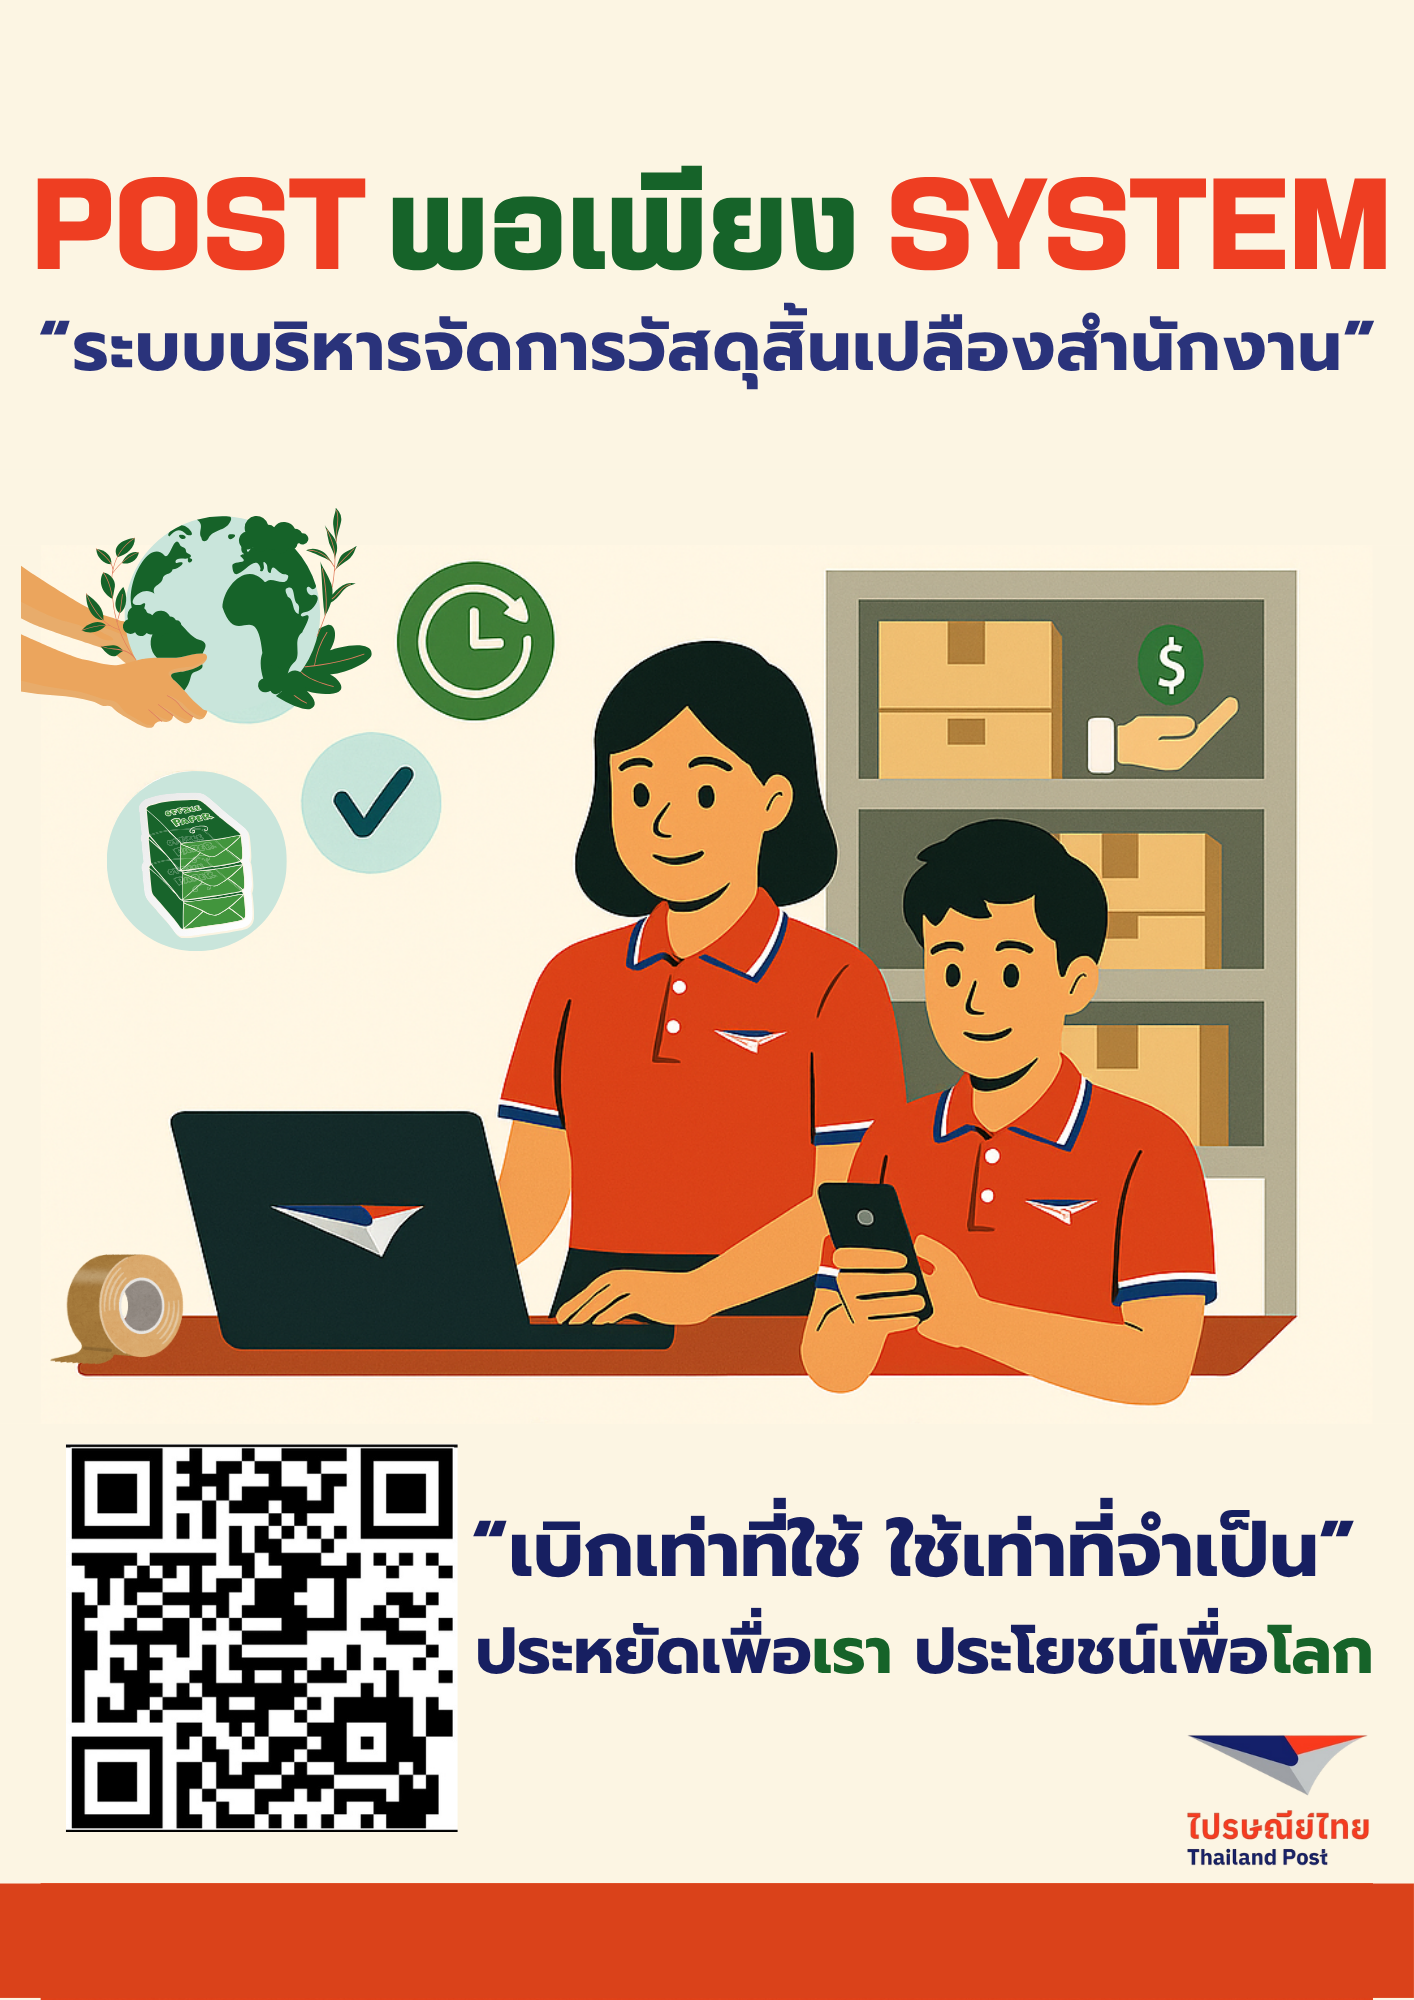 POST พอเพียง SYSTEM
“ระบบบริหารจัดการวัสดุสิ้นเปลืองสำนักงาน”
$
OFFICE
PAPER
“เบิกเท่าที่ใช้ ใช้เท่าที่จำเป็น”
ประหยัดเพื่อเรา ประโยชน์เพื่อโลก
ไปรษณีย์ไทย
Thailand Post